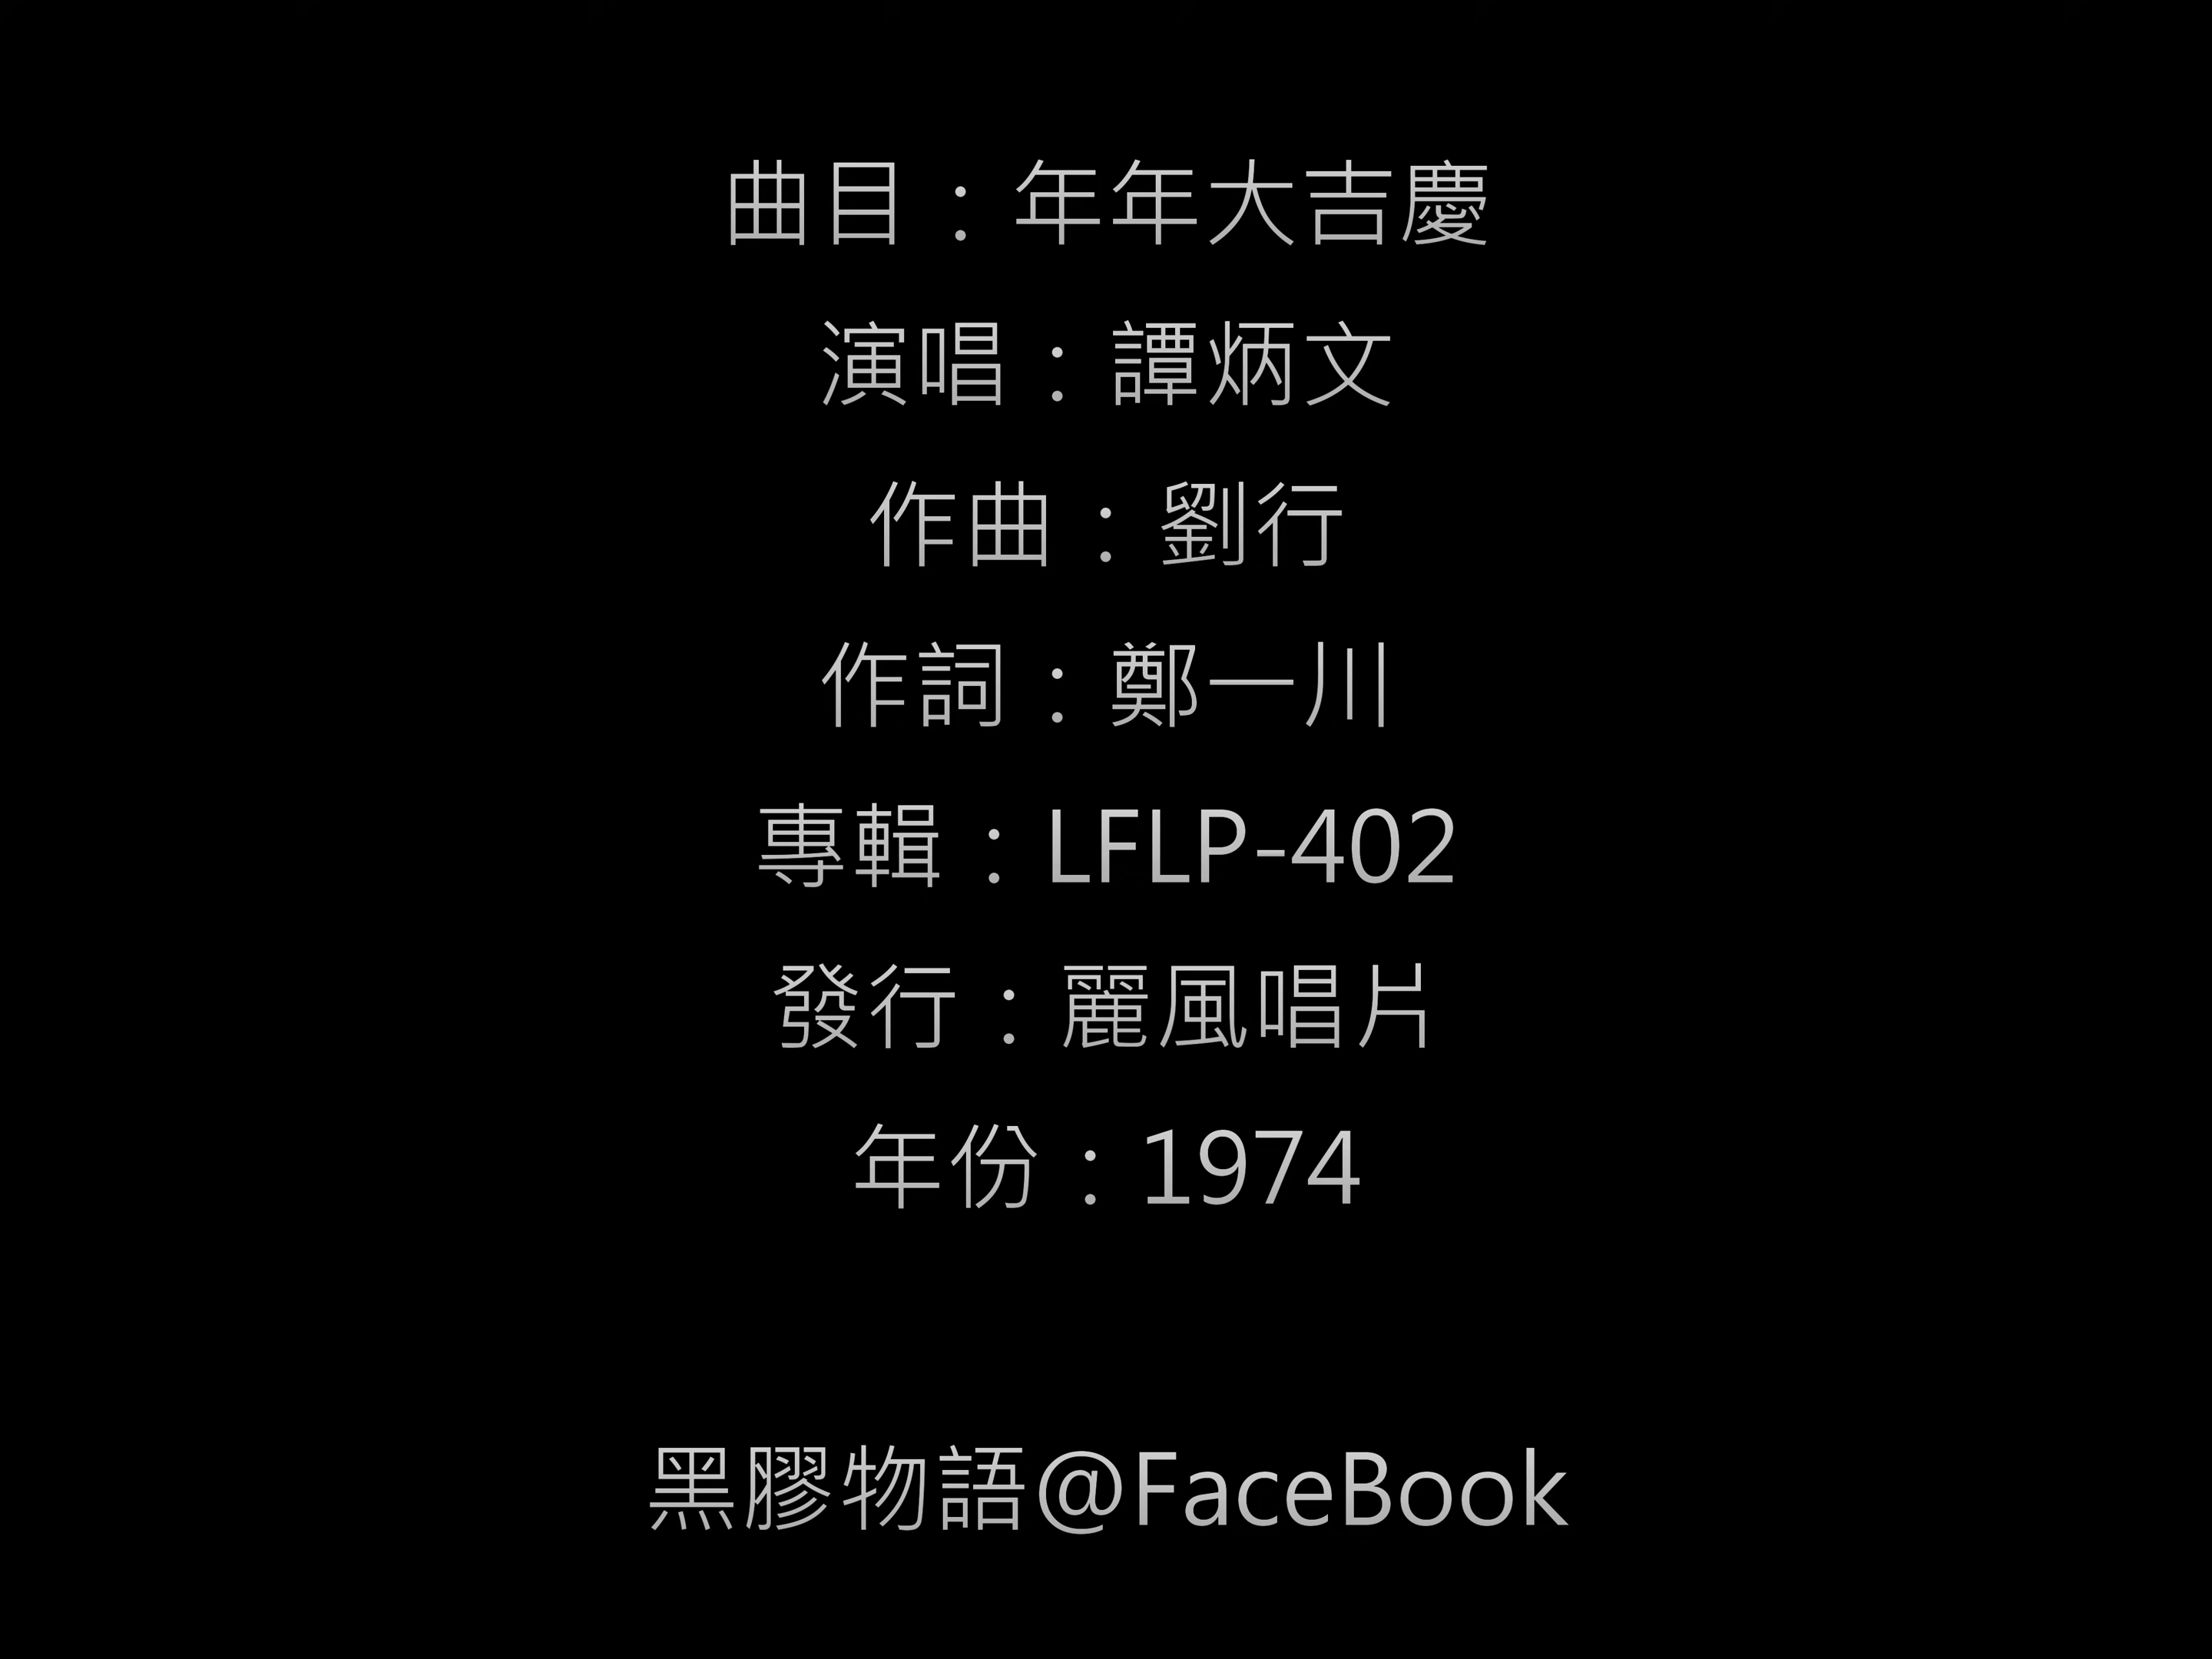 曲目：年年大吉慶
演唱：譚炳文
作曲：劉行
作詞：鄭一川
專輯：LFLP-402
發行：麗風唱片
年份：1974
黑膠物語@FaceBook